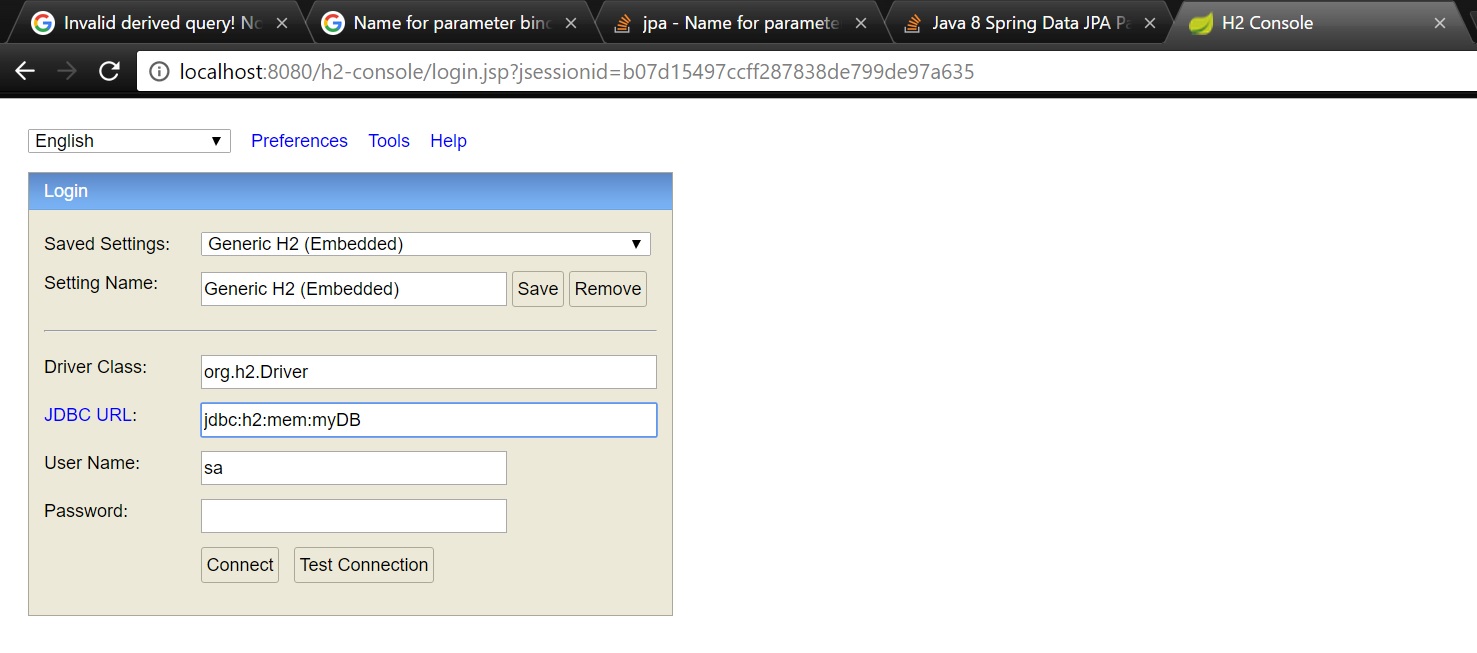 Invalid derived query! No
Name for parameter bind
jpa - Name for paramete
Java 8 Spring Data JPA Pa
H2 Console
localhost:8080/h2-console/login.jsp?jsessionid=b07d15497ccff287838de799de97a635
English Preferences Tools Help
Login
Saved Settings: Generic H2 (Embedded)
Setting Name: Generic H2 (Embedded) Save Remove
Driver Class: org.h2.Driver
JDBC URL: jdbc:h2:mem:myDB
User Name: sa
Password:
Connect Test Connection